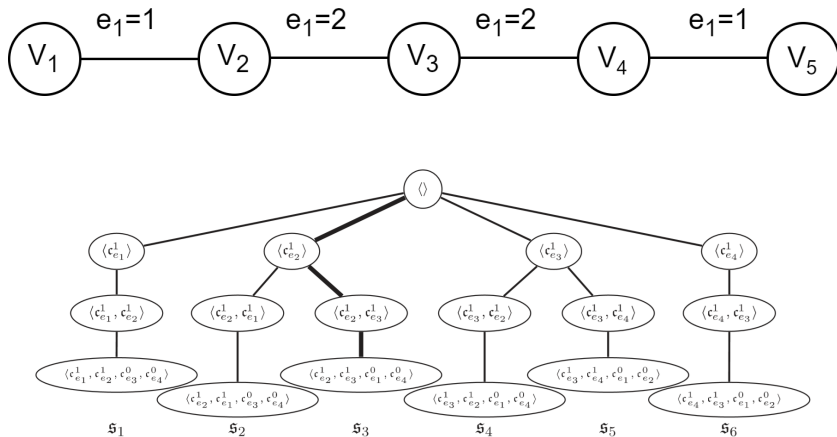 e₁=1 e₁=2 e₁=2 e₁=1
V₁ V₂ V₃ V₄ V₅
⟨⟩
⟨𝔠¹ₑ₁⟩ ⟨𝔠¹ₑ₂⟩ ⟨𝔠¹ₑ₃⟩ ⟨𝔠¹ₑ₄⟩
⟨𝔠¹ₑ₁, 𝔠¹ₑ₂⟩ ⟨𝔠¹ₑ₂, 𝔠¹ₑ₁⟩ ⟨𝔠¹ₑ₂, 𝔠¹ₑ₃⟩ ⟨𝔠¹ₑ₃, 𝔠¹ₑ₂⟩ ⟨𝔠¹ₑ₃, 𝔠¹ₑ₄⟩ ⟨𝔠¹ₑ₄, 𝔠¹ₑ₃⟩
⟨𝔠¹ₑ₁, 𝔠¹ₑ₂, 𝔠⁰ₑ₃, 𝔠⁰ₑ₄⟩ ⟨𝔠¹ₑ₂, 𝔠¹ₑ₃, 𝔠⁰ₑ₁, 𝔠⁰ₑ₄⟩ ⟨𝔠¹ₑ₃, 𝔠¹ₑ₄, 𝔠⁰ₑ₁, 𝔠⁰ₑ₂⟩
⟨𝔠¹ₑ₂, 𝔠¹ₑ₁, 𝔠⁰ₑ₃, 𝔠⁰ₑ₄⟩ ⟨𝔠¹ₑ₃, 𝔠¹ₑ₂, 𝔠⁰ₑ₁, 𝔠⁰ₑ₄⟩ ⟨𝔠¹ₑ₄, 𝔠¹ₑ₃, 𝔠⁰ₑ₁, 𝔠⁰ₑ₂⟩
𝔰₁ 𝔰₂ 𝔰₃ 𝔰₄ 𝔰₅ 𝔰₆